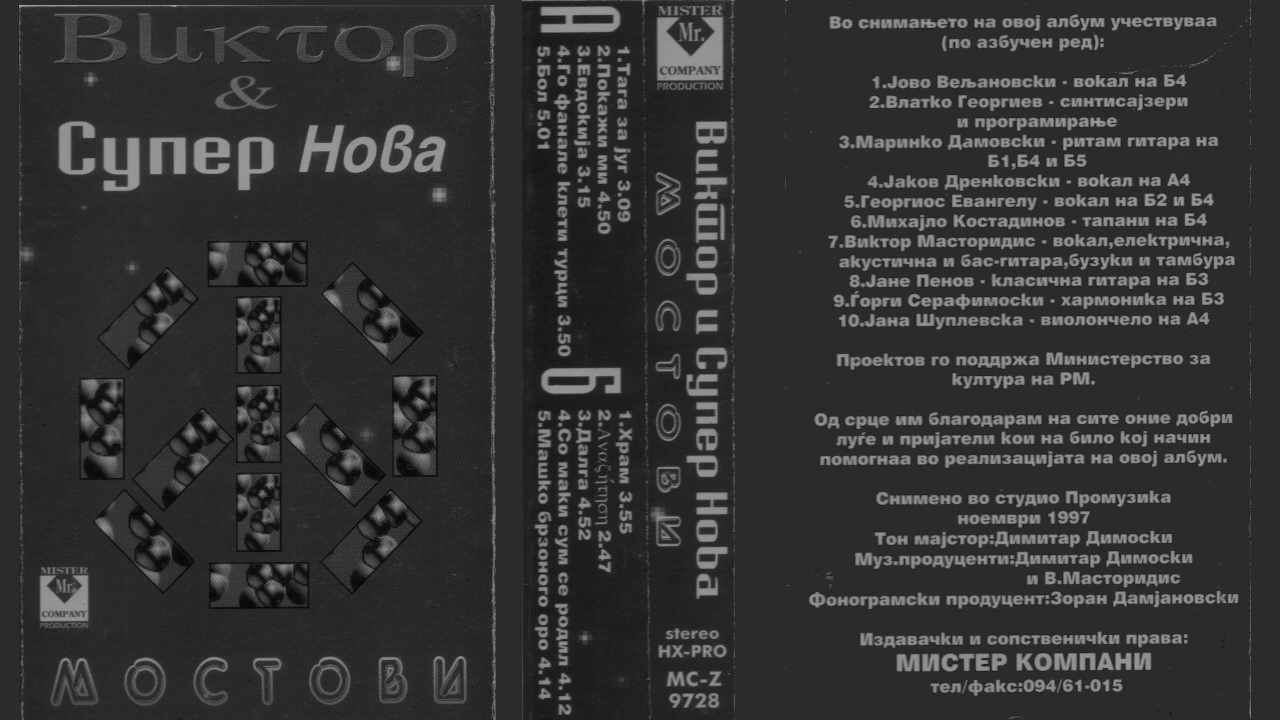 Виктор
&
Супер Нова
MISTER
Mr.
COMPANY
PRODUCTION
МОСТОВИ
А
1.Тага за југ 3.09
2.Покажи ми 4.50
3.Евдокија 3.15
4.Го фанале клети турци 3.50
5.Бол 5.01
Б
1.Храм 3.55
2.Αναζήτηση 2.47
3.Далга 4.52
4.Со маки сум се родил 4.12
5.Машко брзоного оро 4.14
MISTER
Mr.
COMPANY
PRODUCTION
Виктор и Супер Нова
МОСТОВИ
stereo
HX-PRO
MC-Z
9728
Во снимањето на овој албум учествуваа
(по азбучен ред):
1.Јово Вељановски - вокал на Б4
2.Влатко Георгиев - синтисајзери
и програмирање
3.Маринко Дамовски - ритам гитара на
Б1,Б4 и Б5
4.Јаков Дренковски - вокал на А4
5.Георгиос Евангелу - вокал на Б2 и Б4
6.Михајло Костадинов - тапани на Б4
7.Виктор Масторидис - вокал,електрична,
акустична и бас-гитара,бузуки и тамбура
8.Јане Пенов - класична гитара на Б3
9.Ѓорги Серафимоски - хармоника на Б3
10.Јана Шуплевска - виолончело на А4
Проектов го поддржа Министерство за
култура на РМ.
Од срце им благодарам на сите оние добри
луѓе и пријатели кои на било кој начин
помогнаа во реализацијата на овој албум.
Снимено во студио Промузика
ноември 1997
Тон мајстор:Димитар Димоски
Муз.продуценти:Димитар Димоски
и В.Масторидис
Фонограмски продуцент:Зоран Дамјановски
Издавачки и сопственички права:
МИСТЕР КОМПАНИ
тел/факс:094/61-015